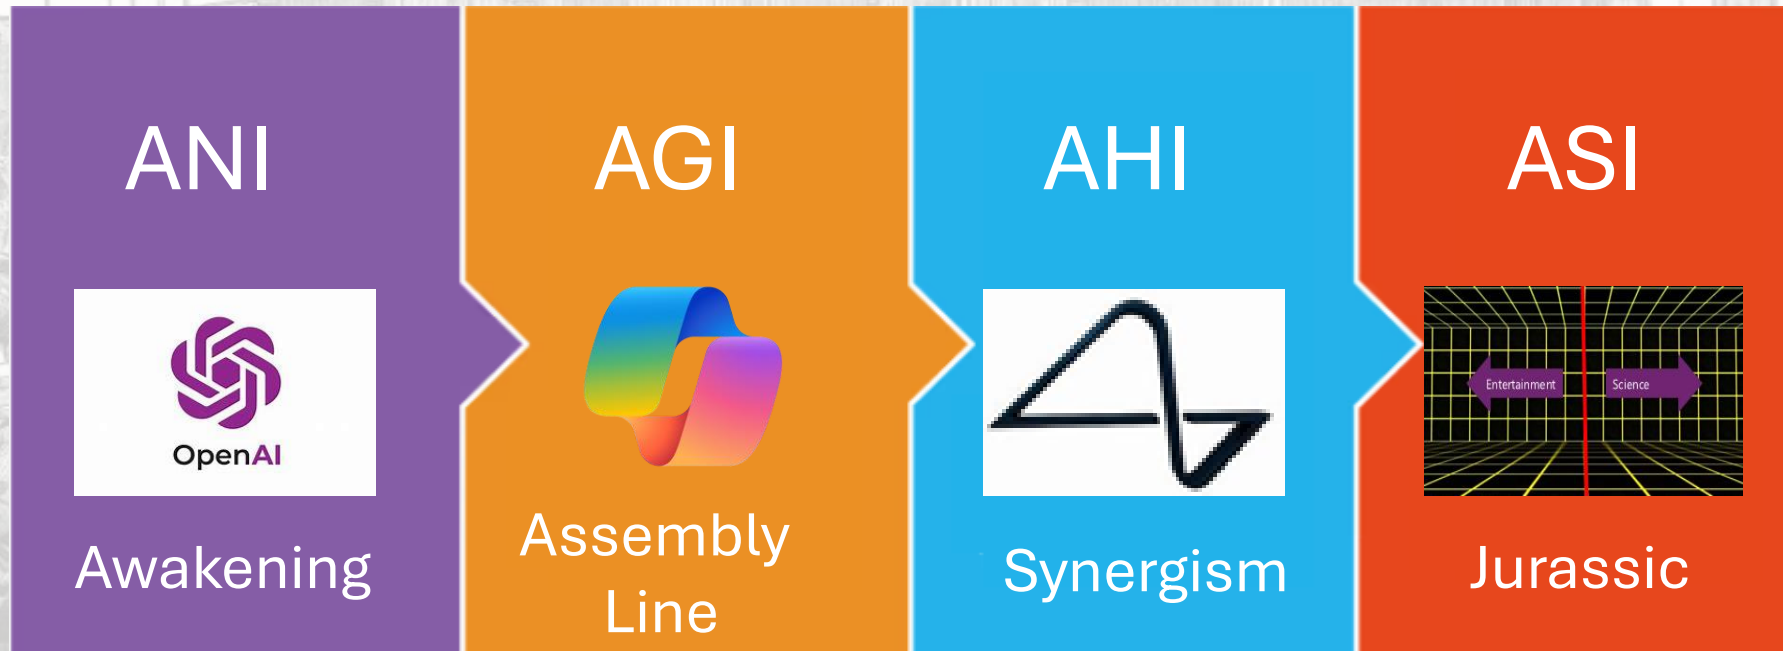 ANI
AGI
AHI
ASI
OpenAI
Entertainment
Science
Awakening
Assembly
Line
Synergism
Jurassic